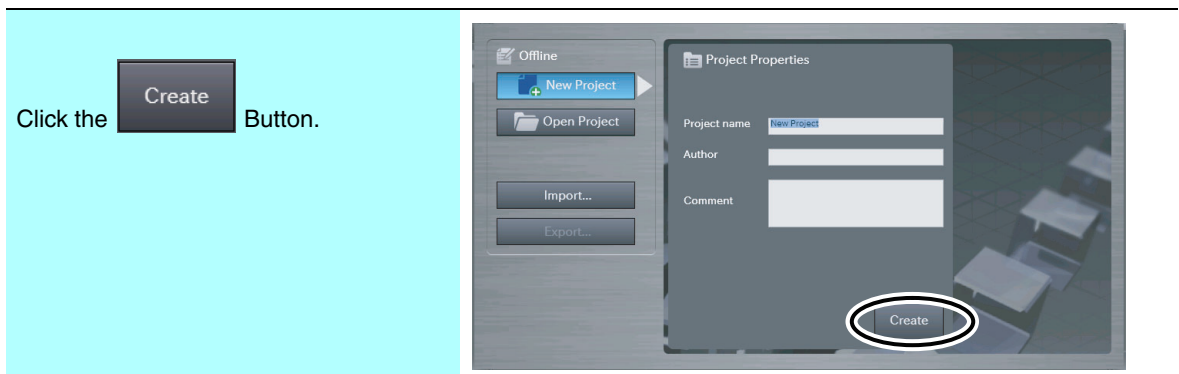 Click the Create Button.
Offline
New Project
Open Project
Import...
Export...
Project Properties
Project name New Project
Author
Comment
Create